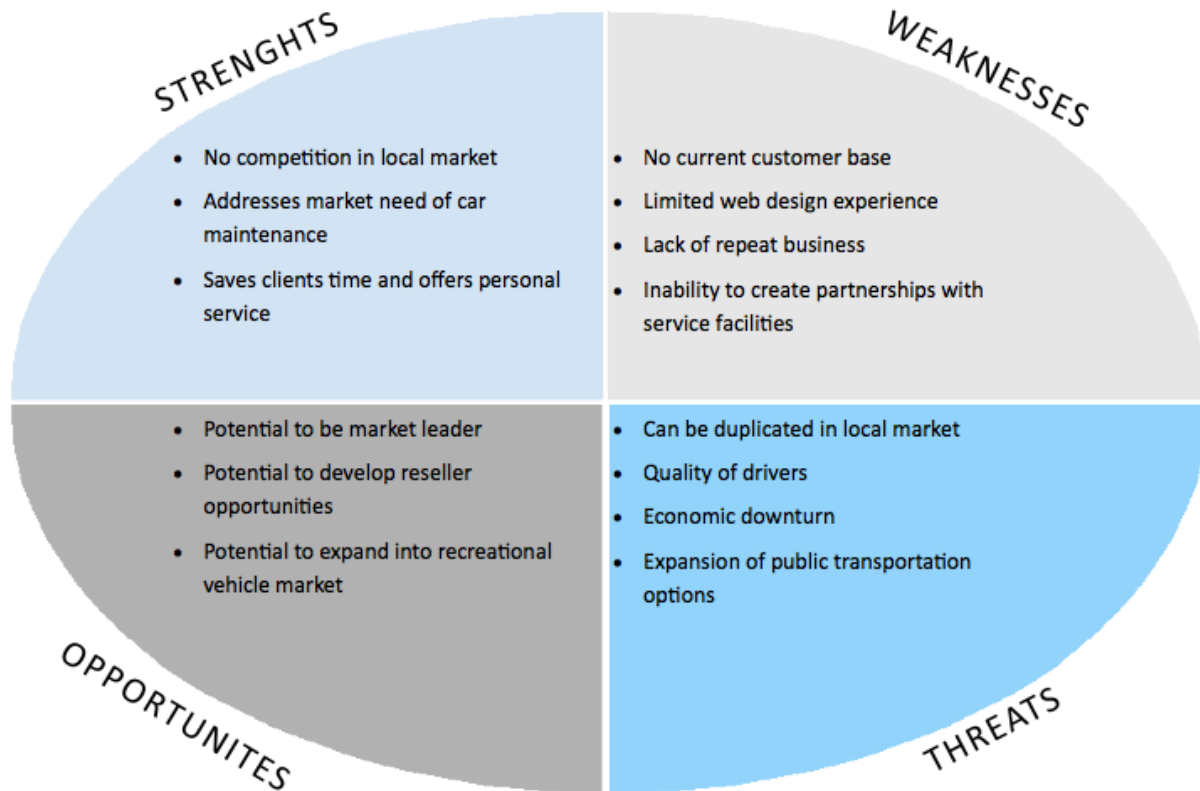 STRENGHTS
• No competition in local market
• Addresses market need of car
maintenance
• Saves clients time and offers personal
service
WEAKNESSES
• No current customer base
• Limited web design experience
• Lack of repeat business
• Inability to create partnerships with
service facilities
OPPORTUNITES
• Potential to be market leader
• Potential to develop reseller
opportunities
• Potential to expand into recreational
vehicle market
THREATS
• Can be duplicated in local market
• Quality of drivers
• Economic downturn
• Expansion of public transportation
options